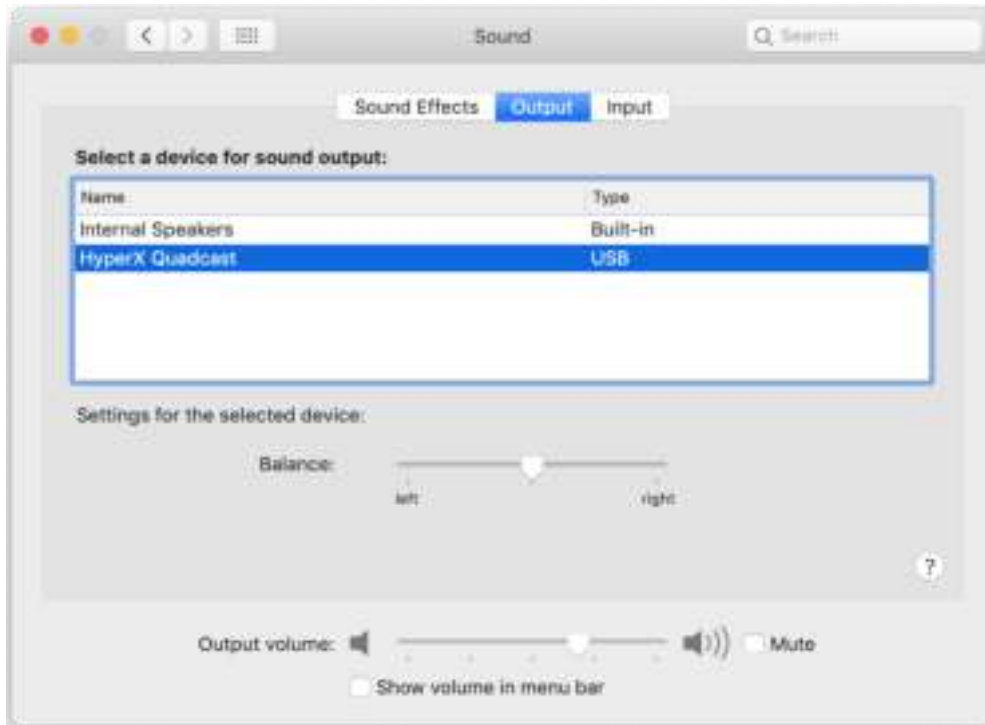 Sound
Search
Sound Effects Output Input
Select a device for sound output:
Name Type
Internal Speakers Built-in
HyperX Quadcast USB
Settings for the selected device:
Balance:
left right
?
Output volume: Mute
Show volume in menu bar